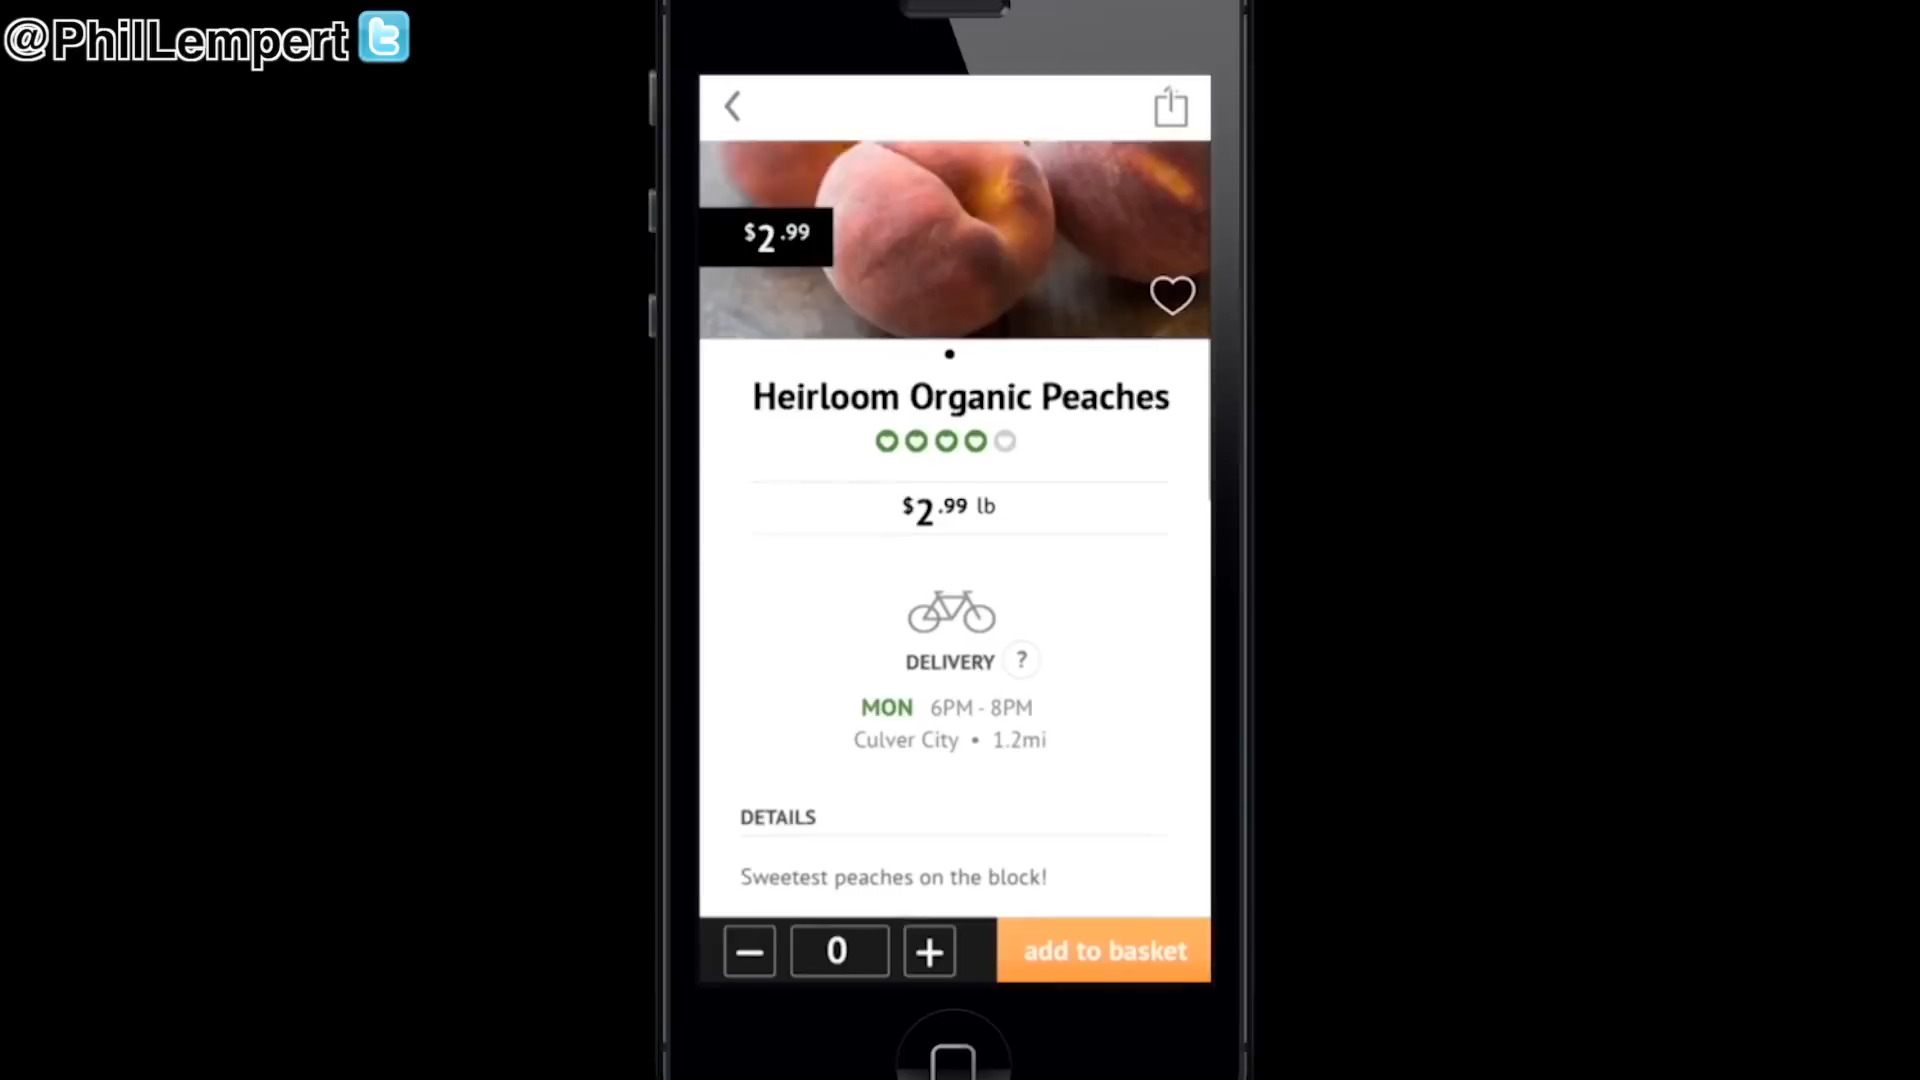 @PhilLempert
$2.99
Heirloom Organic Peaches
$2.99 lb
DELIVERY ?
MON 6PM - 8PM
Culver City • 1.2mi
DETAILS
Sweetest peaches on the block!
0
add to basket